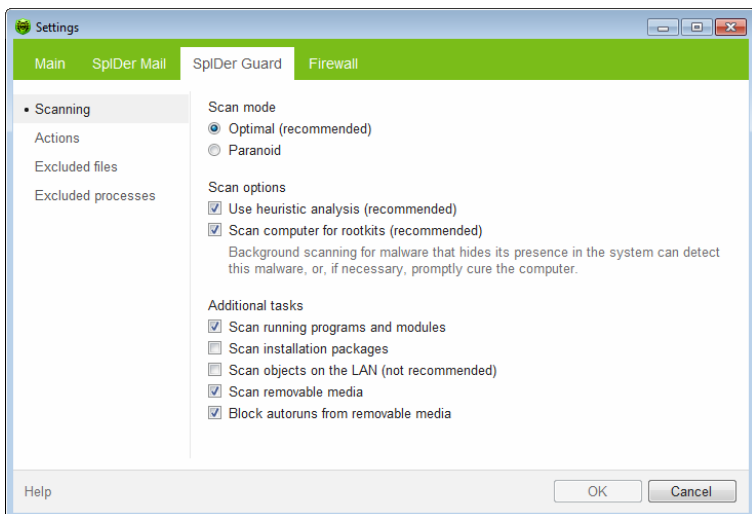 Settings
Main
SpIDer Mail
SpIDer Guard
Firewall
Scanning
Actions
Excluded files
Excluded processes
Scan mode
Optimal (recommended)
Paranoid
Scan options
Use heuristic analysis (recommended)
Scan computer for rootkits (recommended)
Background scanning for malware that hides its presence in the system can detect
this malware, or, if necessary, promptly cure the computer.
Additional tasks
Scan running programs and modules
Scan installation packages
Scan objects on the LAN (not recommended)
Scan removable media
Block autoruns from removable media
Help
OK
Cancel